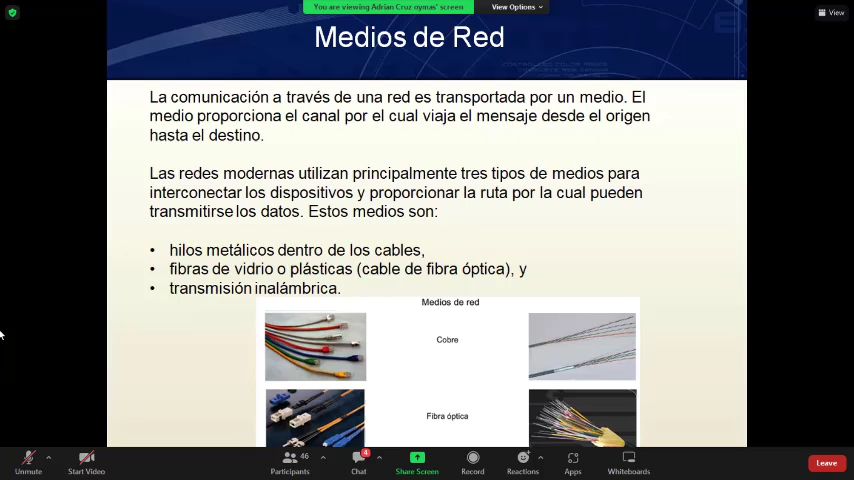 You are viewing Adrian Cruz oymas' screen
View Options
View
Medios de Red
La comunicación a través de una red es transportada por un medio. El
medio proporciona el canal por el cual viaja el mensaje desde el origen
hasta el destino.
Las redes modernas utilizan principalmente tres tipos de medios para
interconectar los dispositivos y proporcionar la ruta por la cual pueden
transmitirse los datos. Estos medios son:
• hilos metálicos dentro de los cables,
• fibras de vidrio o plásticas (cable de fibra óptica), y
• transmisión inalámbrica.
Medios de red
Cobre
Fibra óptica
Unmute
Start Video
46
Participants
4
Chat
Share Screen
Record
Reactions
Apps
Whiteboards
Leave